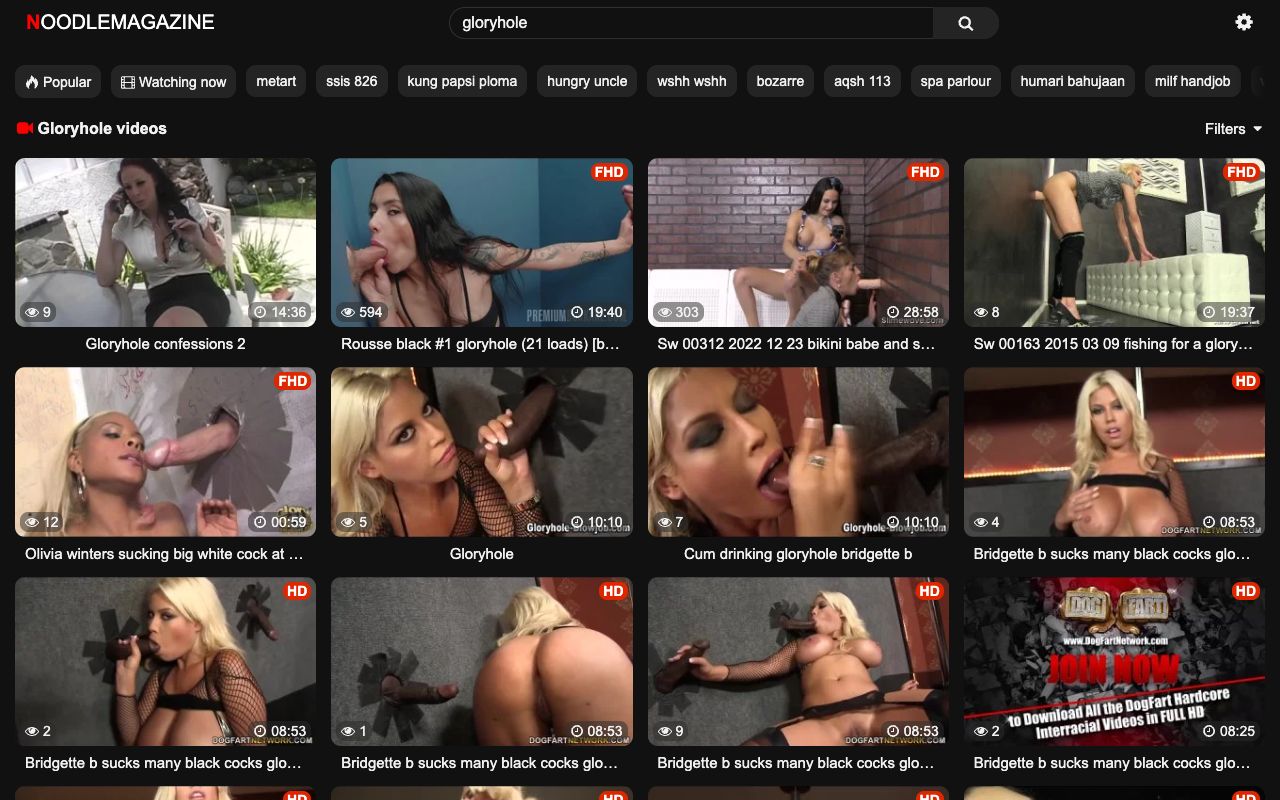 NOODLEMAGAZINE
gloryhole
Popular
Watching now
metart
ssis 826
kung papsi ploma
hungry uncle
wshh wshh
bozarre
aqsh 113
spa parlour
humari bahujaan
milf handjob
Gloryhole videos
Filters
9
14:36
FHD
594
PREMIUM
19:40
FHD
303
28:58
FHD
8
19:37
Gloryhole confessions 2
Rousse black #1 gloryhole (21 loads) [b…
Sw 00312 2022 12 23 bikini babe and s…
Sw 00163 2015 03 09 fishing for a glory…
FHD
12
00:59
5
10:10
7
10:10
HD
4
DOGFARTNETWORK.COM
08:53
Olivia winters sucking big white cock at …
Gloryhole
Cum drinking gloryhole bridgette b
Bridgette b sucks many black cocks glo…
HD
2
DOGFARTNETWORK.COM
08:53
HD
1
DOGFARTNETWORK.COM
08:53
HD
9
DOGFARTNETWORK.COM
08:53
HD
DOG FART
www.DogFartNetwork.com
JOIN NOW
to Download All the DogFart Hardcore
Interracial Videos in FULL HD
2
08:25
Bridgette b sucks many black cocks glo…
Bridgette b sucks many black cocks glo…
Bridgette b sucks many black cocks glo…
Bridgette b sucks many black cocks glo…
HD
HD
HD
HD